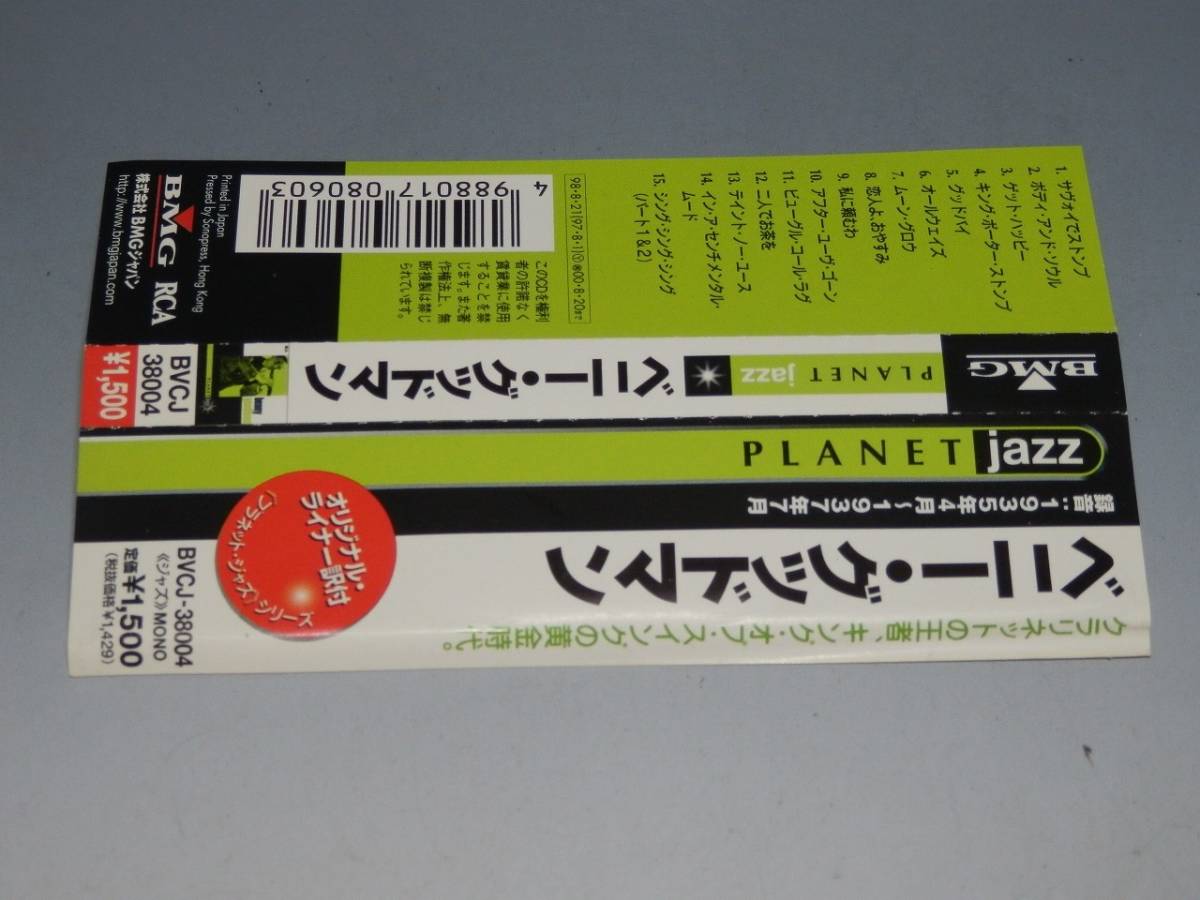 1. サヴォイでストンプ
2. ボディ・アンド・ソウル
3. ゲット・ハッピー
4. キング・ポーター・ストンプ
5. グッドバイ
6. オールウェイズ
7. ムーン・グロウ
8. 恋人よ、おやすみ
9. 私に頼むわ
10. アフター・ユーヴ・ゴーン
11. ビューグル・コール・ラグ
12. 二人でお茶を
13. テイント・ノー・ユース
14. イン・ア・センチメンタル・
ムード
15. シング・シング・シング
(パート1&2)
98・8・21(97・8・1)Ⓢ㊝00・8・20まで
4 988017 080603
このCDを権利
者の許諾なく
賃貸業に使用
することを禁
じます。また著
作権法上、無
断複製は禁じ
られています。
Printed in Japan
Pressed by Sonopress, Hong Kong
BMG RCA
株式会社 BMGジャパン
http://www.bmgjapan.com
BMG
PLANET jazz
ベニー・グッドマン
BVCJ
38004
¥1,500
PLANET jazz
録音:1935年4月〜1937年7月
ベニー・グッドマン
クラリネットの王者、キング・オブ・スイングの黄金時代。
オリジナル・
ライナー訳付
〈プラネット・ジャズ〉シリーズ
BVCJ-38004
《ジャズ》MONO
定価¥1,500
(税抜価格¥1,429)